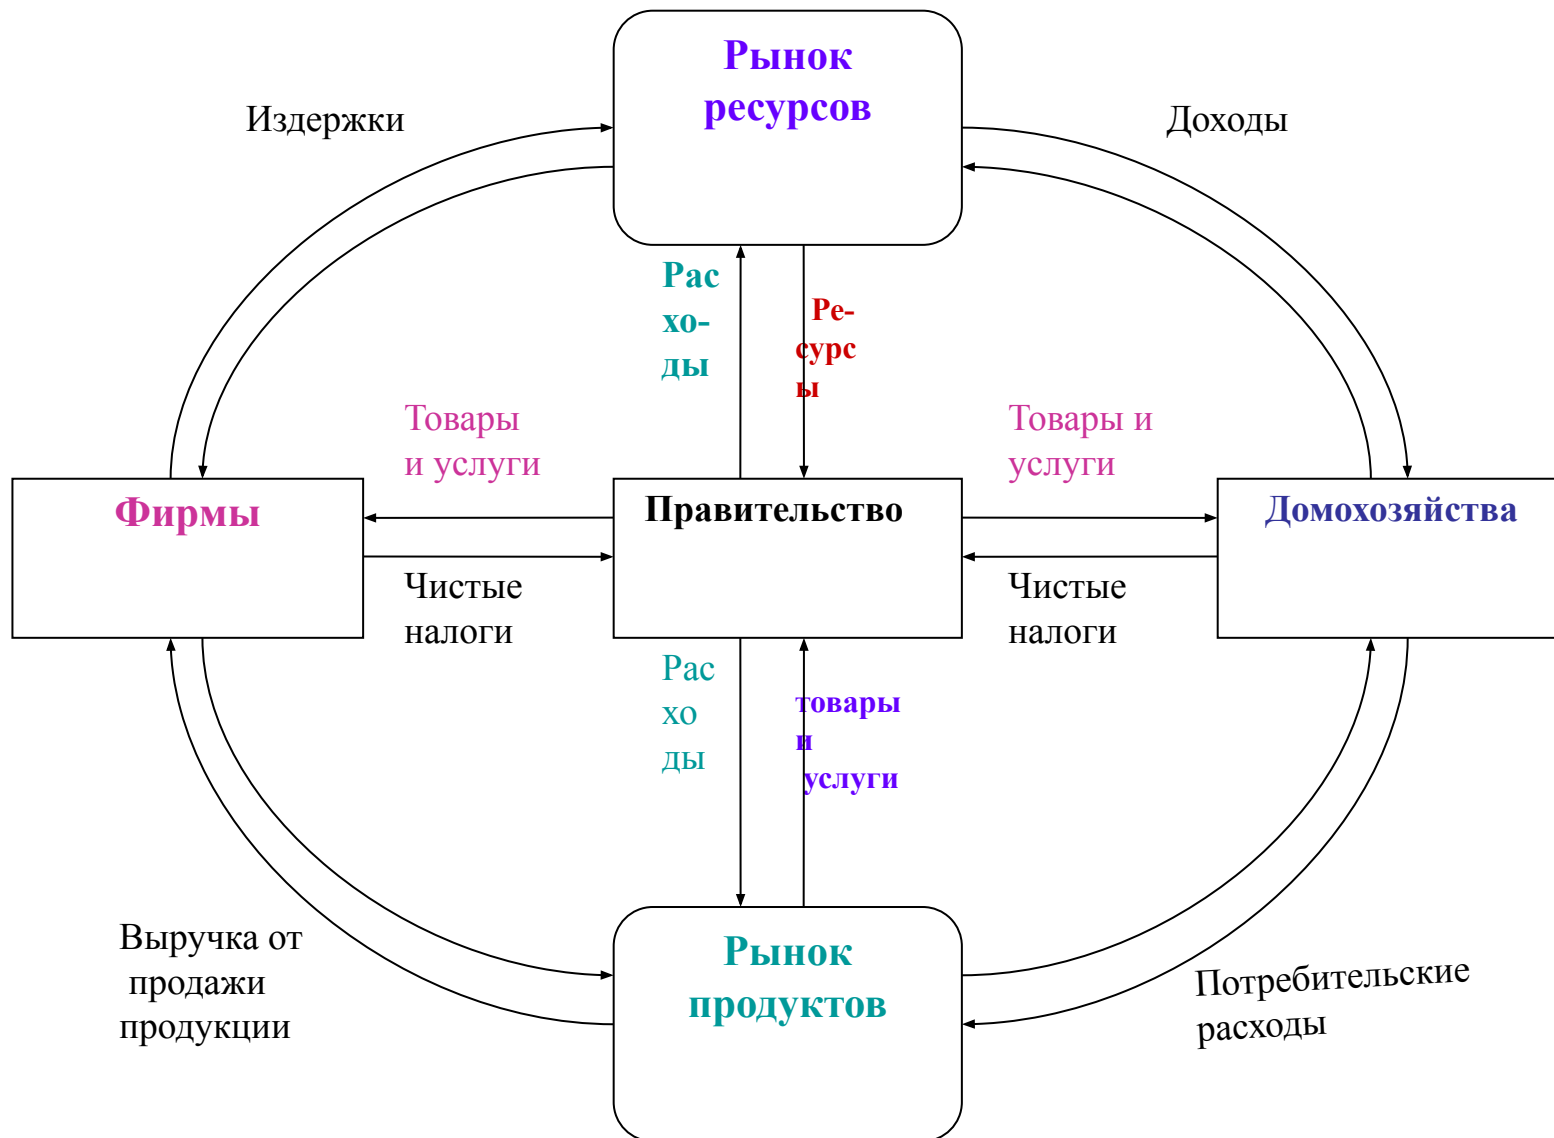 Рынок
ресурсов
Издержки
Доходы
Рас
хо-
ды
Ре-
сурс
ы
Товары
и услуги
Товары и
услуги
Фирмы
Правительство
Домохозяйства
Чистые
налоги
Чистые
налоги
Рас
хо
ды
товары
и
услуги
Выручка от
продажи
продукции
Рынок
продуктов
Потребительские
расходы